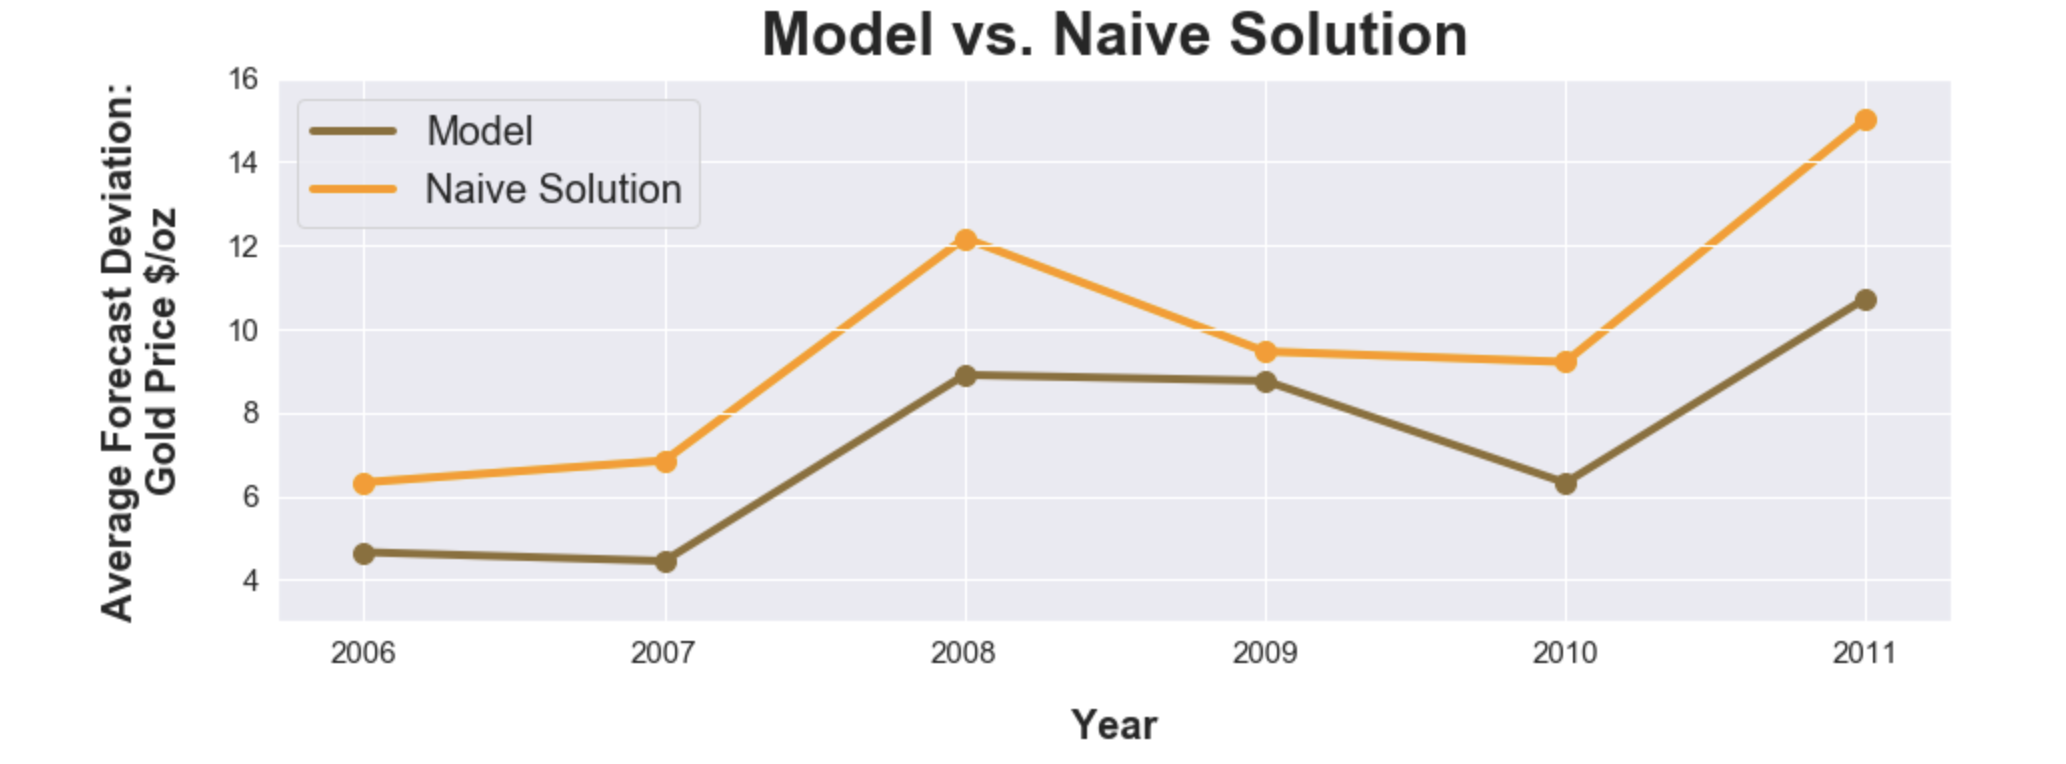 Model vs. Naive Solution
Average Forecast Deviation:
Gold Price $/oz
16
14
12
10
8
6
4
Model
Naive Solution
2006 2007 2008 2009 2010 2011
Year